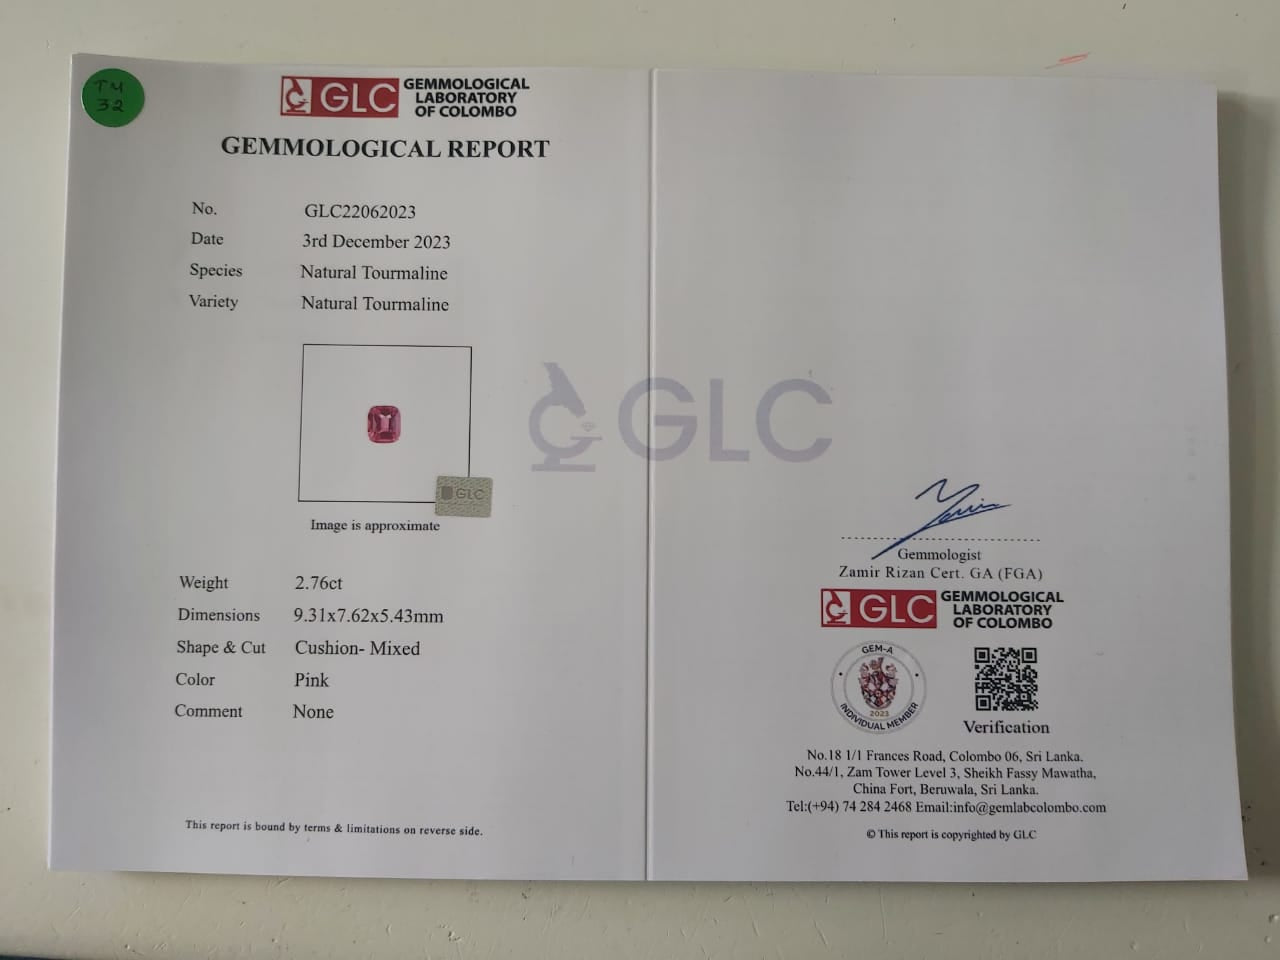 TM
32
GLC GEMMOLOGICAL
LABORATORY
OF COLOMBO
GEMMOLOGICAL REPORT
No. GLC22062023
Date 3rd December 2023
Species Natural Tourmaline
Variety Natural Tourmaline
GLC
Image is approximate
Weight 2.76ct
Dimensions 9.31x7.62x5.43mm
Shape & Cut Cushion- Mixed
Color Pink
Comment None
This report is bound by terms & limitations on reverse side.
GLC
Gemmologist
Zamir Rizan Cert. GA (FGA)
GLC GEMMOLOGICAL
LABORATORY
OF COLOMBO
GEM-A
2023
INDIVIDUAL MEMBER
Verification
No.18 1/1 Frances Road, Colombo 06, Sri Lanka.
No.44/1, Zam Tower Level 3, Sheikh Fassy Mawatha,
China Fort, Beruwala, Sri Lanka.
Tel:(+94) 74 284 2468 Email:info@gemlabcolombo.com
© This report is copyrighted by GLC